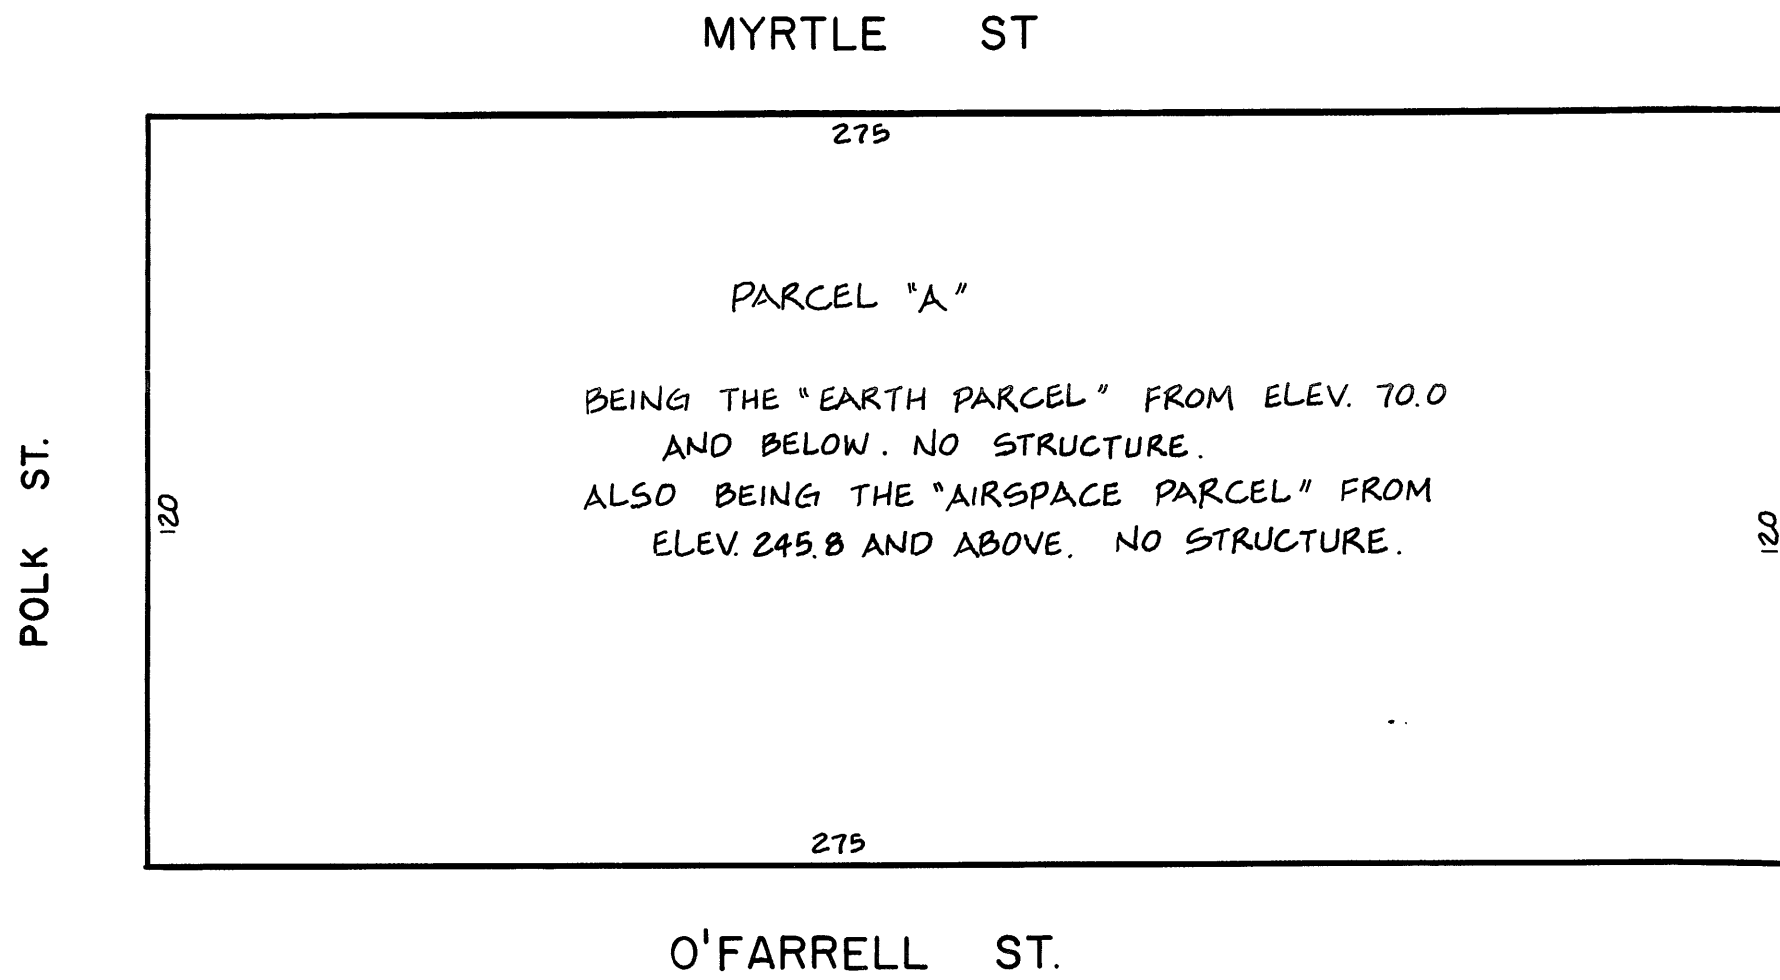 MYRTLE ST
275
PARCEL "A"
BEING THE "EARTH PARCEL" FROM ELEV. 70.0
AND BELOW. NO STRUCTURE.
ALSO BEING THE "AIRSPACE PARCEL" FROM
ELEV. 245.8 AND ABOVE. NO STRUCTURE.
POLK ST.
120
120
275
O'FARRELL ST.